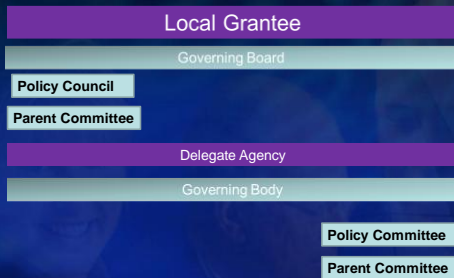 Local Grantee
Governing Board
Policy Council
Parent Committee
Delegate Agency
Governing Body
Policy Committee
Parent Committee